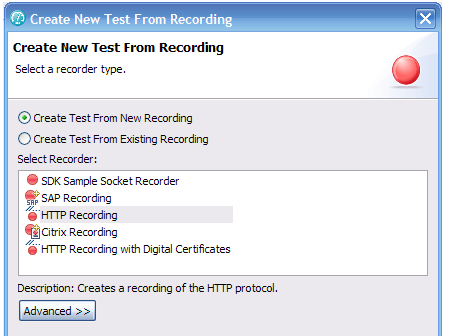 Create New Test From Recording
Create New Test From Recording
Select a recorder type.
Create Test From New Recording
Create Test From Existing Recording
Select Recorder:
SDK Sample Socket Recorder
SAP Recording
HTTP Recording
Citrix Recording
HTTP Recording with Digital Certificates
Description: Creates a recording of the HTTP protocol.
Advanced >>